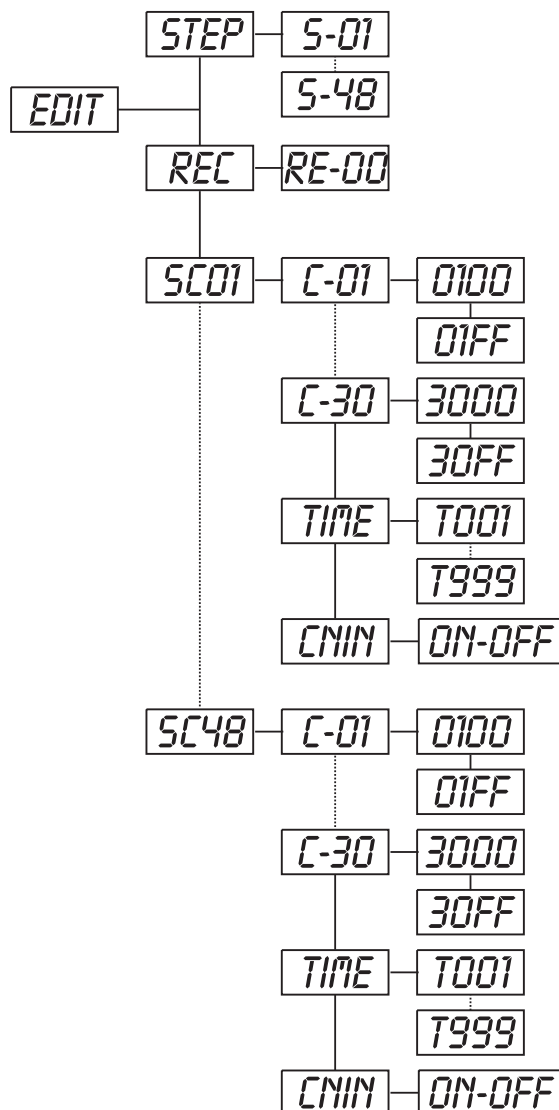 STEP S-01
S-48
EDIT
REC RE-00
SC01 C-01 0100
01FF
C-30 3000
30FF
TIME T001
T999
CNIN ON-OFF
SC48 C-01 0100
01FF
C-30 3000
30FF
TIME T001
T999
CNIN ON-OFF